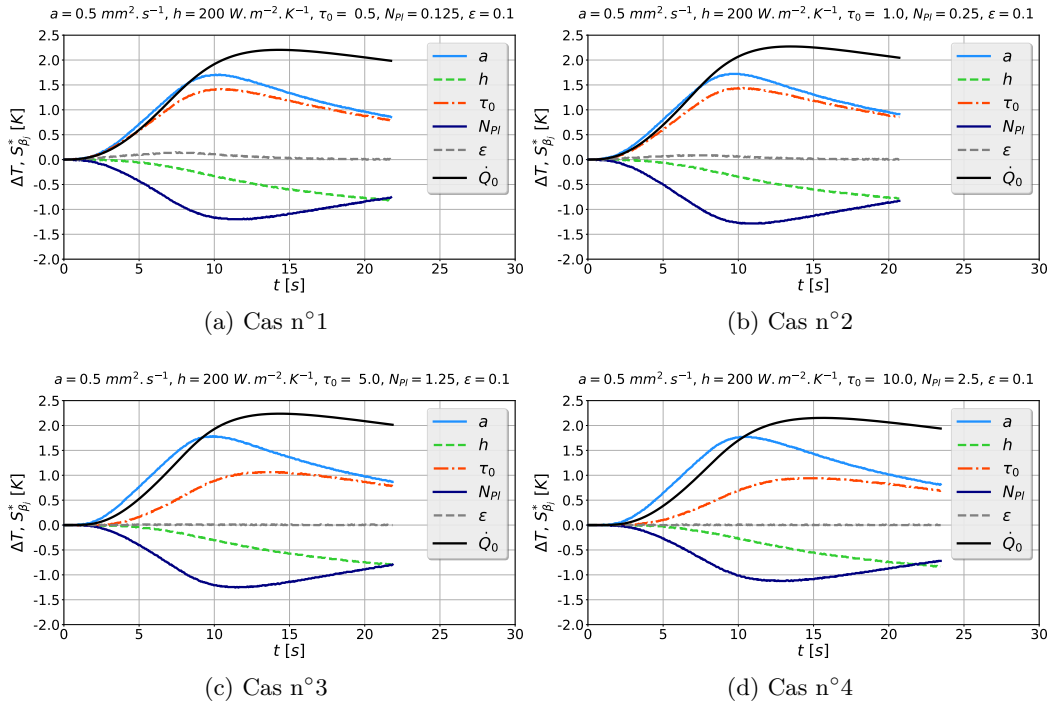 a = 0.5 mm².s⁻¹, h = 200 W.m⁻².K⁻¹, τ₀ = 0.5, N_Pl = 0.125, ε = 0.1
2.5
2.0
1.5
1.0
0.5
0.0
-0.5
-1.0
-1.5
-2.0
ΔT, S*_βj [K]
a
h
τ₀
N_Pl
ε
Q̇₀
0 5 10 15 20 25 30
t [s]
(a) Cas n°1
a = 0.5 mm².s⁻¹, h = 200 W.m⁻².K⁻¹, τ₀ = 1.0, N_Pl = 0.25, ε = 0.1
2.5
2.0
1.5
1.0
0.5
0.0
-0.5
-1.0
-1.5
-2.0
ΔT, S*_βj [K]
a
h
τ₀
N_Pl
ε
Q̇₀
0 5 10 15 20 25 30
t [s]
(b) Cas n°2
a = 0.5 mm².s⁻¹, h = 200 W.m⁻².K⁻¹, τ₀ = 5.0, N_Pl = 1.25, ε = 0.1
2.5
2.0
1.5
1.0
0.5
0.0
-0.5
-1.0
-1.5
-2.0
ΔT, S*_βj [K]
a
h
τ₀
N_Pl
ε
Q̇₀
0 5 10 15 20 25 30
t [s]
(c) Cas n°3
a = 0.5 mm².s⁻¹, h = 200 W.m⁻².K⁻¹, τ₀ = 10.0, N_Pl = 2.5, ε = 0.1
2.5
2.0
1.5
1.0
0.5
0.0
-0.5
-1.0
-1.5
-2.0
ΔT, S*_βj [K]
a
h
τ₀
N_Pl
ε
Q̇₀
0 5 10 15 20 25 30
t [s]
(d) Cas n°4